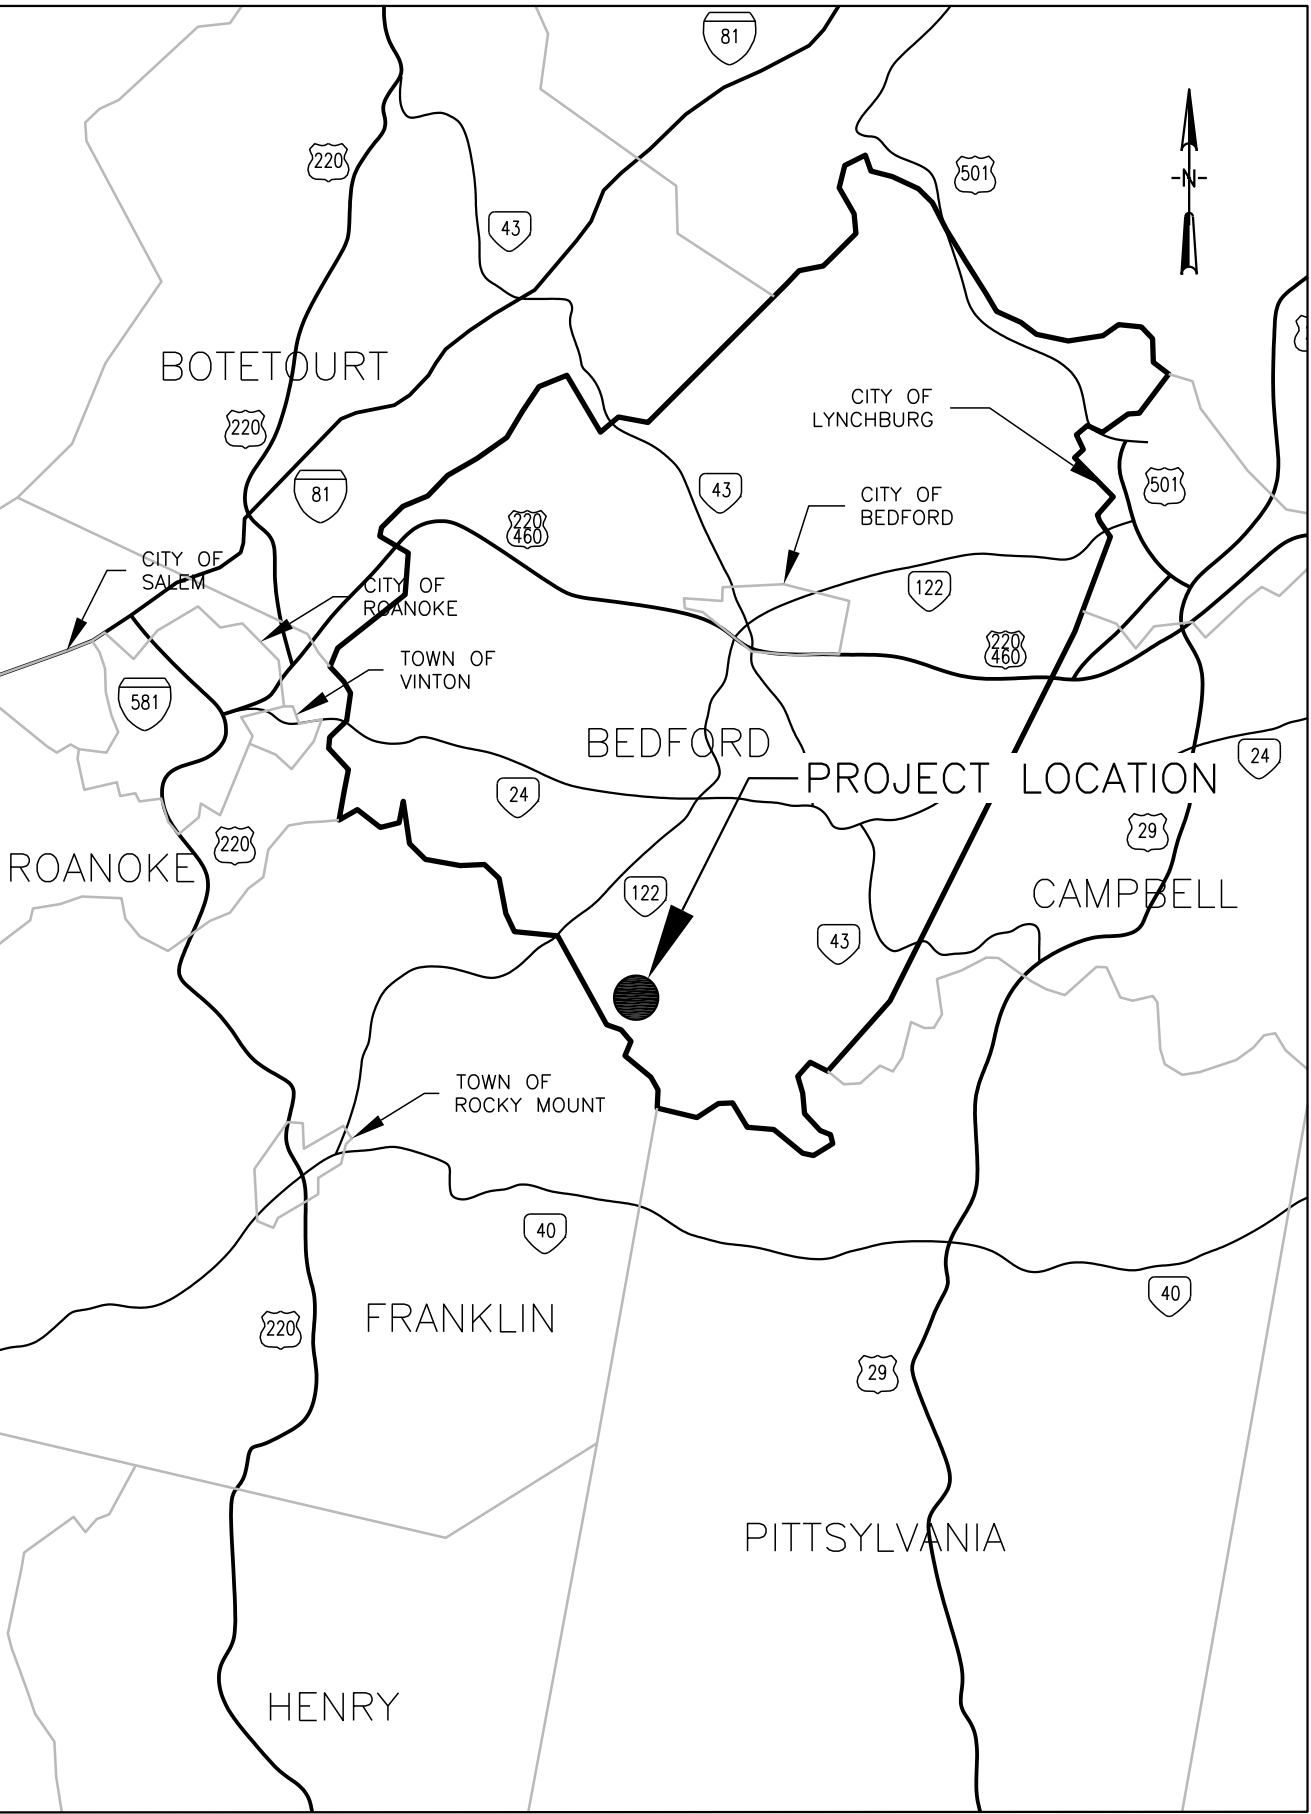 81
220
501
-N-
43
BOTETOURT
CITY OF
LYNCHBURG
220
81
43
501
CITY OF
BEDFORD
220
460
CITY OF
SALEM
CITY OF
ROANOKE
122
220
460
TOWN OF
VINTON
581
BEDFORD
24
PROJECT LOCATION
24
29
220
ROANOKE
122
CAMPBELL
43
TOWN OF
ROCKY MOUNT
40
40
FRANKLIN
220
29
PITTSYLVANIA
HENRY